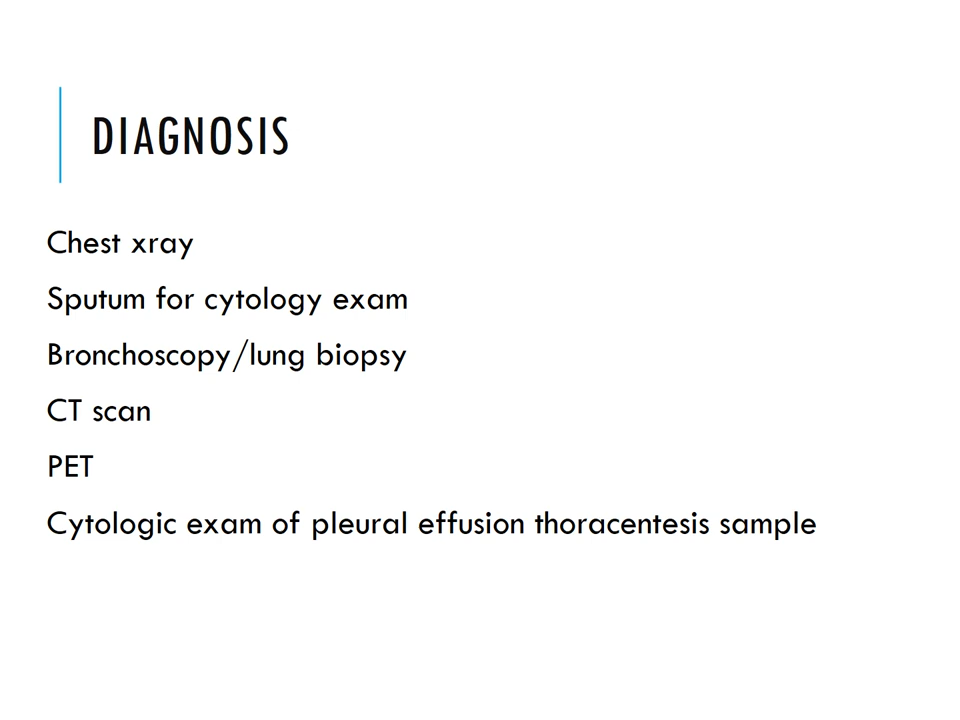 DIAGNOSIS
Chest xray
Sputum for cytology exam
Bronchoscopy/lung biopsy
CT scan
PET
Cytologic exam of pleural effusion thoracentesis sample